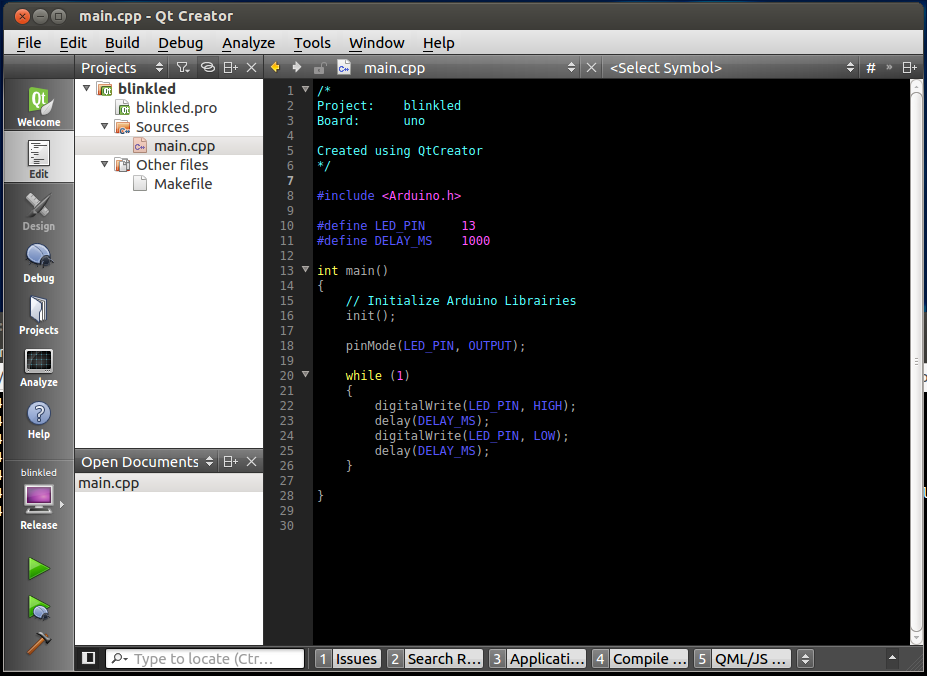 main.cpp - Qt Creator
File Edit Build Debug Analyze Tools Window Help
Projects
main.cpp
<Select Symbol>
#
»
Welcome
Edit
Design
Debug
Projects
Analyze
Help
blinkled
Release
blinkled
blinkled.pro
Sources
main.cpp
Other files
Makefile
Open Documents
main.cpp
1 /*
2 Project:    blinkled
3 Board:      uno
4
5 Created using QtCreator
6 */
7
8 #include <Arduino.h>
9
10 #define LED_PIN     13
11 #define DELAY_MS    1000
12
13 int main()
14 {
15     // Initialize Arduino Librairies
16     init();
17
18     pinMode(LED_PIN, OUTPUT);
19
20     while (1)
21     {
22         digitalWrite(LED_PIN, HIGH);
23         delay(DELAY_MS);
24         digitalWrite(LED_PIN, LOW);
25         delay(DELAY_MS);
26     }
27
28 }
29
30
Type to locate (Ctr...
1 Issues
2 Search R...
3 Applicati...
4 Compile ...
5 QML/JS ...